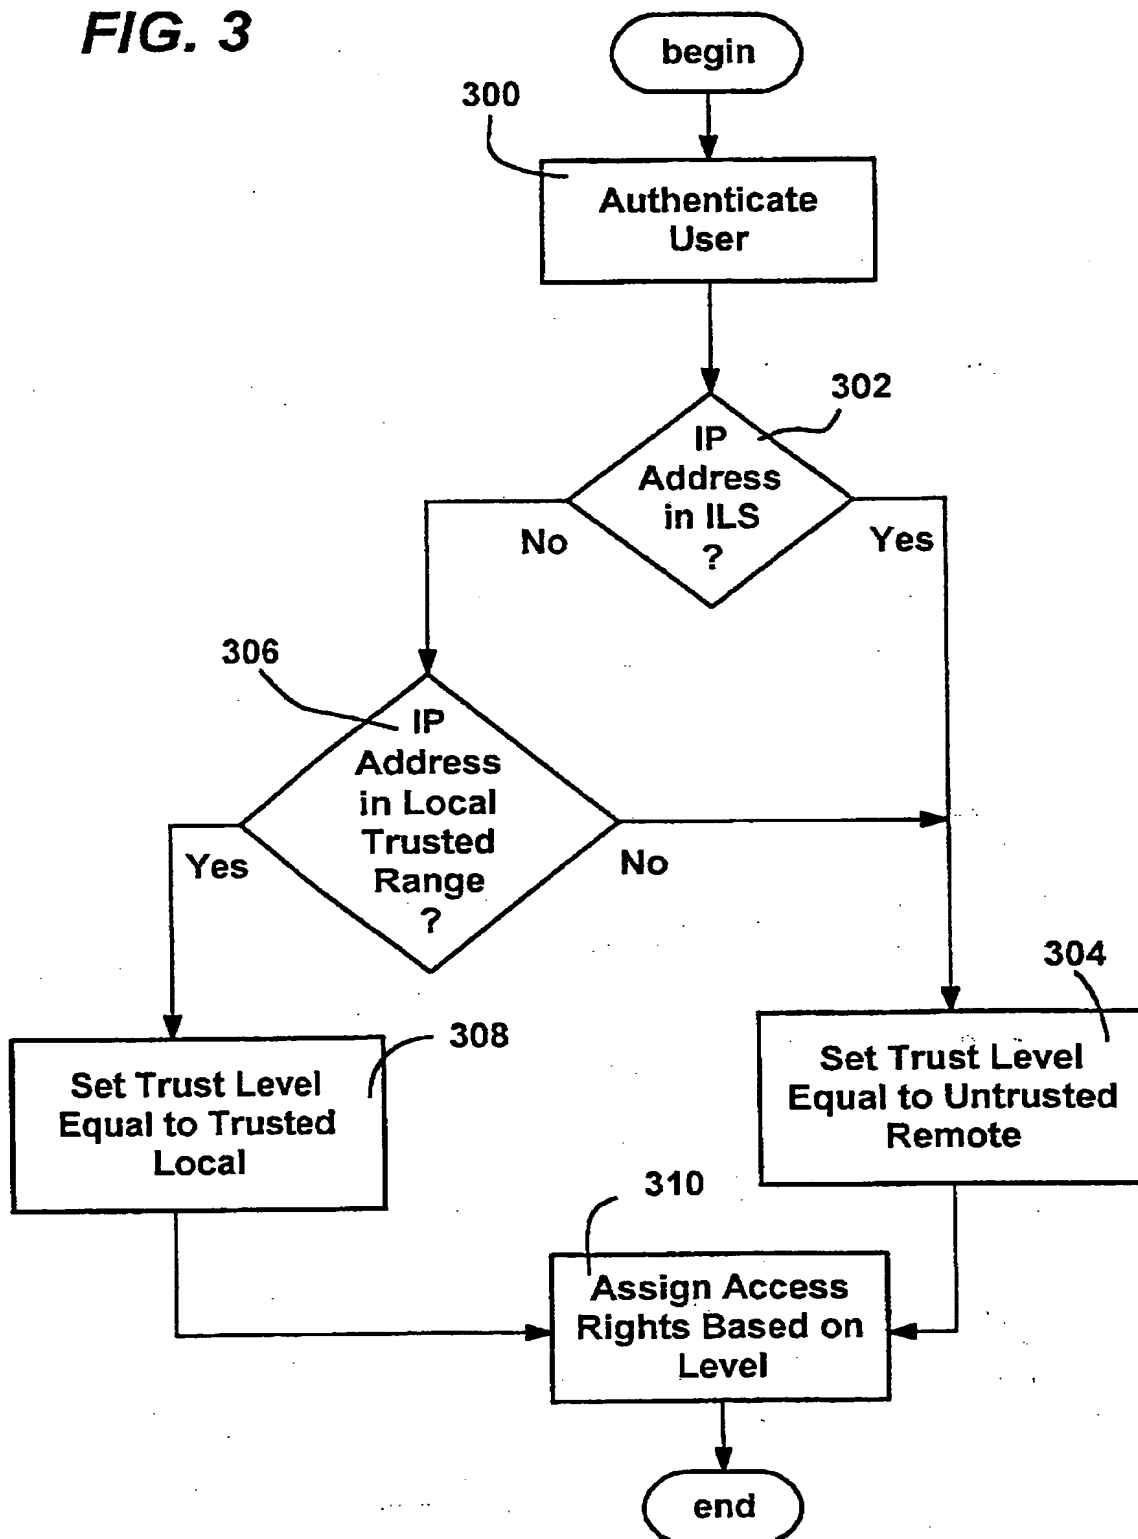 FIG. 3
begin
300
Authenticate
User
302
IP
Address
in ILS
?
No
Yes
306
IP
Address
in Local
Trusted
Range
?
Yes
No
304
308
Set Trust Level
Equal to Trusted
Local
Set Trust Level
Equal to Untrusted
Remote
310
Assign Access
Rights Based on
Level
end